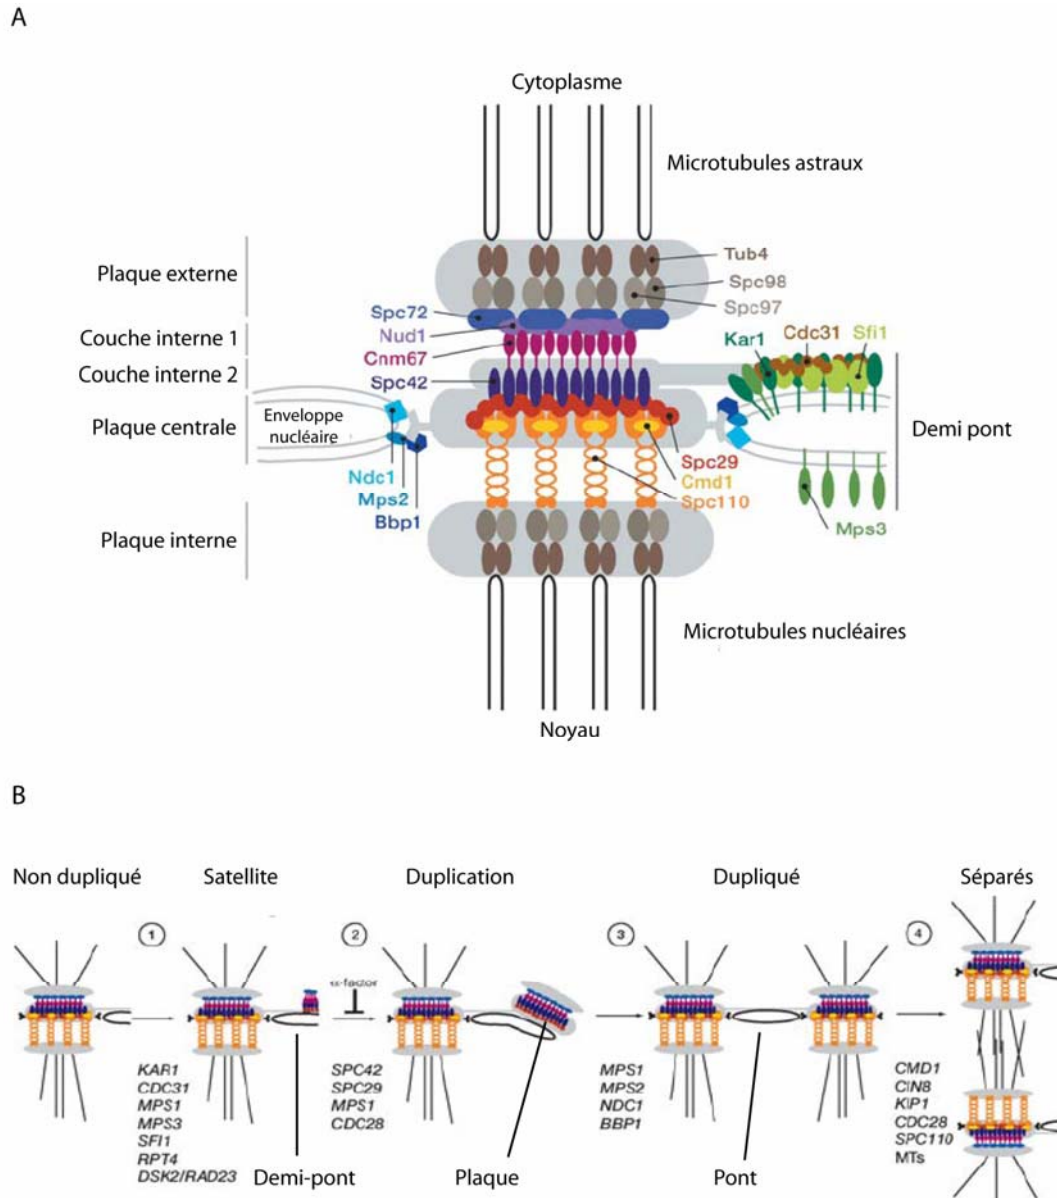 A
Cytoplasme
Microtubules astraux
Plaque externe
Tub4
Spc98
Spc97
Spc72
Nud1
Couche interne 1
Cnm67
Kar1
Cdc31
Sfi1
Couche interne 2
Spc42
Plaque centrale
Enveloppe
nucléaire
Demi pont
Ndc1
Mps2
Bbp1
Spc29
Cmd1
Spc110
Mps3
Plaque interne
Microtubules nucléaires
Noyau
B
Non dupliqué
Satellite
Duplication
Dupliqué
Séparés
1
2
3
4
α-factor
KAR1
CDC31
MPS1
MPS3
SFI1
RPT4
DSK2/RAD23
SPC42
SPC29
MPS1
CDC28
MPS1
MPS2
NDC1
BBP1
CMD1
CIN8
KIP1
CDC28
SPC110
MTs
Demi-pont
Plaque
Pont